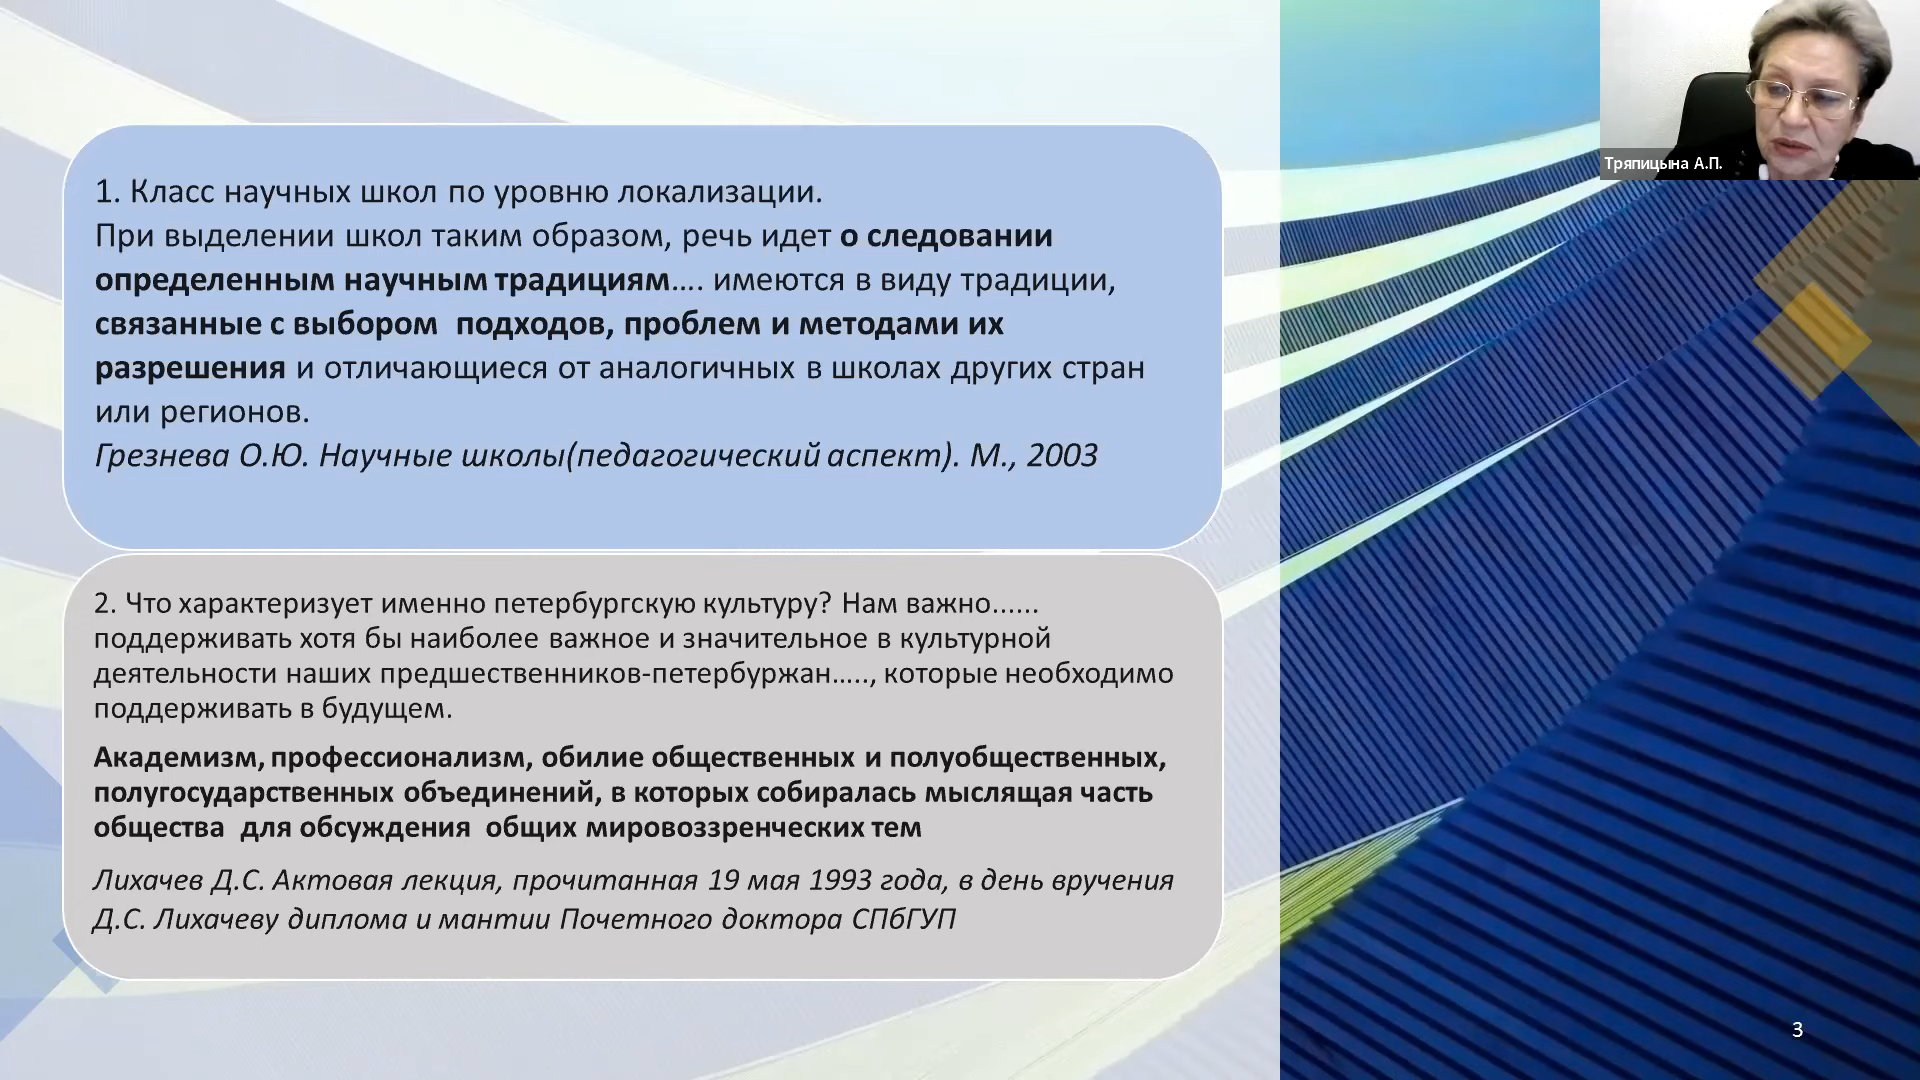 Тряпицына А.П.
1. Класс научных школ по уровню локализации.
При выделении школ таким образом, речь идет о следовании
определенным научным традициям.... имеются в виду традиции,
связанные с выбором  подходов, проблем и методами их
разрешения и отличающиеся от аналогичных в школах других стран
или регионов.
Грезнева О.Ю. Научные школы(педагогический аспект). М., 2003
2. Что характеризует именно петербургскую культуру? Нам важно......
поддерживать хотя бы наиболее важное и значительное в культурной
деятельности наших предшественников-петербуржан....., которые необходимо
поддерживать в будущем.
Академизм, профессионализм, обилие общественных и полуобщественных,
полугосударственных объединений, в которых собиралась мыслящая часть
общества  для обсуждения  общих мировоззренческих тем
Лихачев Д.С. Актовая лекция, прочитанная 19 мая 1993 года, в день вручения
Д.С. Лихачеву диплома и мантии Почетного доктора СПбГУП
3